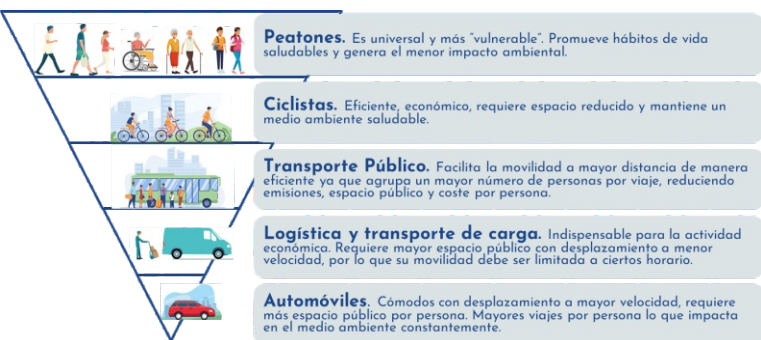 Peatones. Es universal y más "vulnerable". Promueve hábitos de vida
saludables y genera el menor impacto ambiental.
Ciclistas. Eficiente, económico, requiere espacio reducido y mantiene un
medio ambiente saludable.
Transporte Público. Facilita la movilidad a mayor distancia de manera
eficiente ya que agrupa un mayor número de personas por viaje, reduciendo
emisiones, espacio público y coste por persona.
Logística y transporte de carga. Indispensable para la actividad
económica. Requiere mayor espacio público con desplazamiento a menor
velocidad, por lo que su movilidad debe ser limitada a ciertos horario.
Automóviles. Cómodos con desplazamiento a mayor velocidad, requiere
más espacio público por persona. Mayores viajes por persona lo que impacta
en el medio ambiente constantemente.